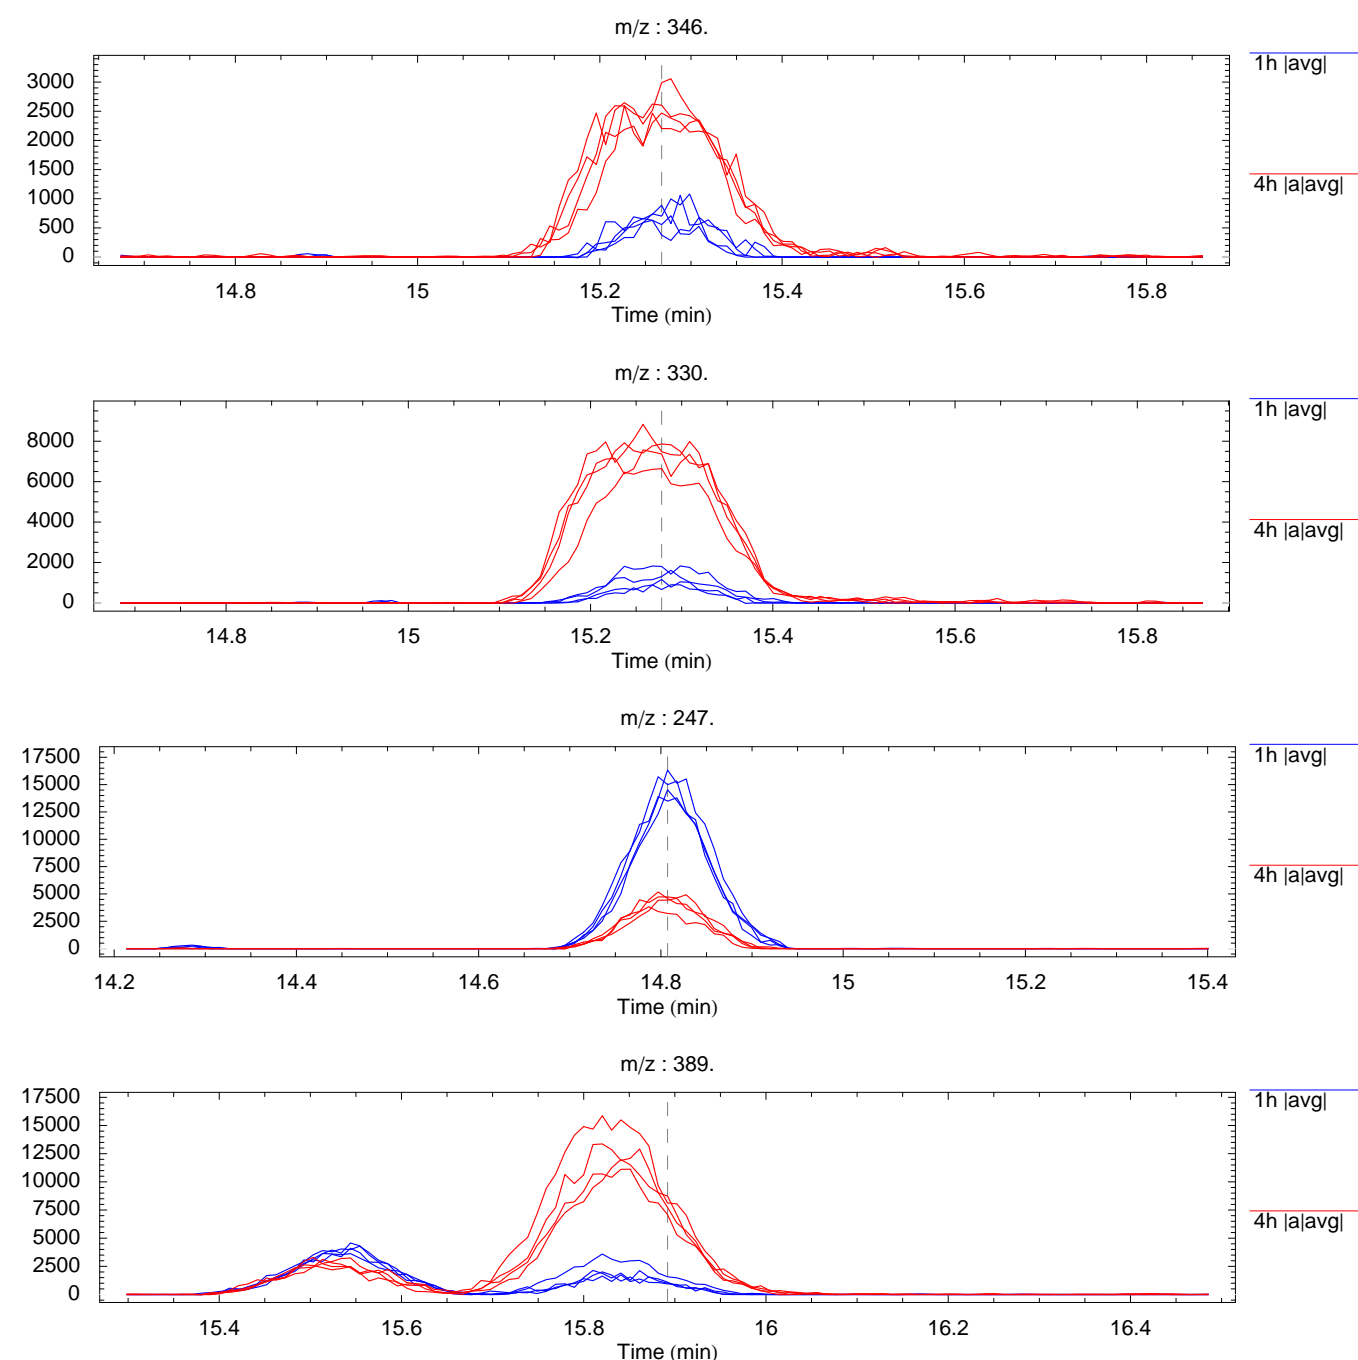 m/z : 346.
1h |avg|
3000
2500
2000
1500
4h |a|avg|
1000
500
0
14.8 15 15.2 15.4 15.6 15.8
Time (min)
m/z : 330.
1h |avg|
8000
6000
4h |a|avg|
4000
2000
0
14.8 15 15.2 15.4 15.6 15.8
Time (min)
m/z : 247.
1h |avg|
17500
15000
12500
10000
7500
4h |a|avg|
5000
2500
0
14.2 14.4 14.6 14.8 15 15.2 15.4
Time (min)
m/z : 389.
1h |avg|
17500
15000
12500
10000
7500
4h |a|avg|
5000
2500
0
15.4 15.6 15.8 16 16.2 16.4
Time (min)